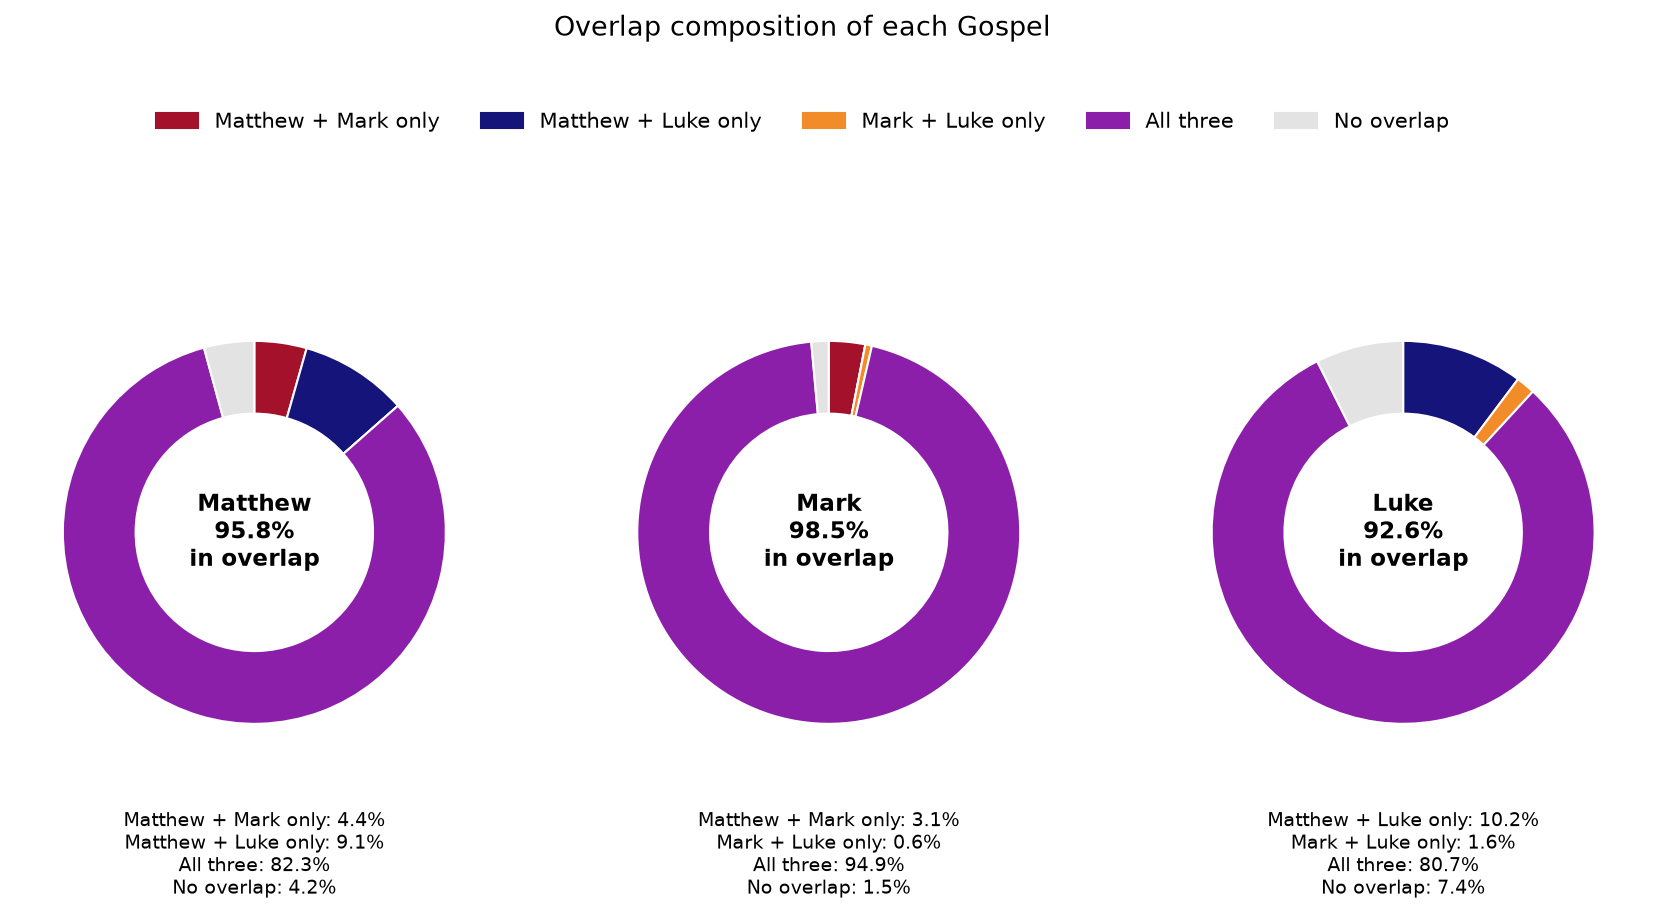 Overlap composition of each Gospel
Matthew + Mark only
Matthew + Luke only
Mark + Luke only
All three
No overlap
Matthew
95.8%
in overlap
Mark
98.5%
in overlap
Luke
92.6%
in overlap
Matthew + Mark only: 4.4%
Matthew + Luke only: 9.1%
All three: 82.3%
No overlap: 4.2%
Matthew + Mark only: 3.1%
Mark + Luke only: 0.6%
All three: 94.9%
No overlap: 1.5%
Matthew + Luke only: 10.2%
Mark + Luke only: 1.6%
All three: 80.7%
No overlap: 7.4%